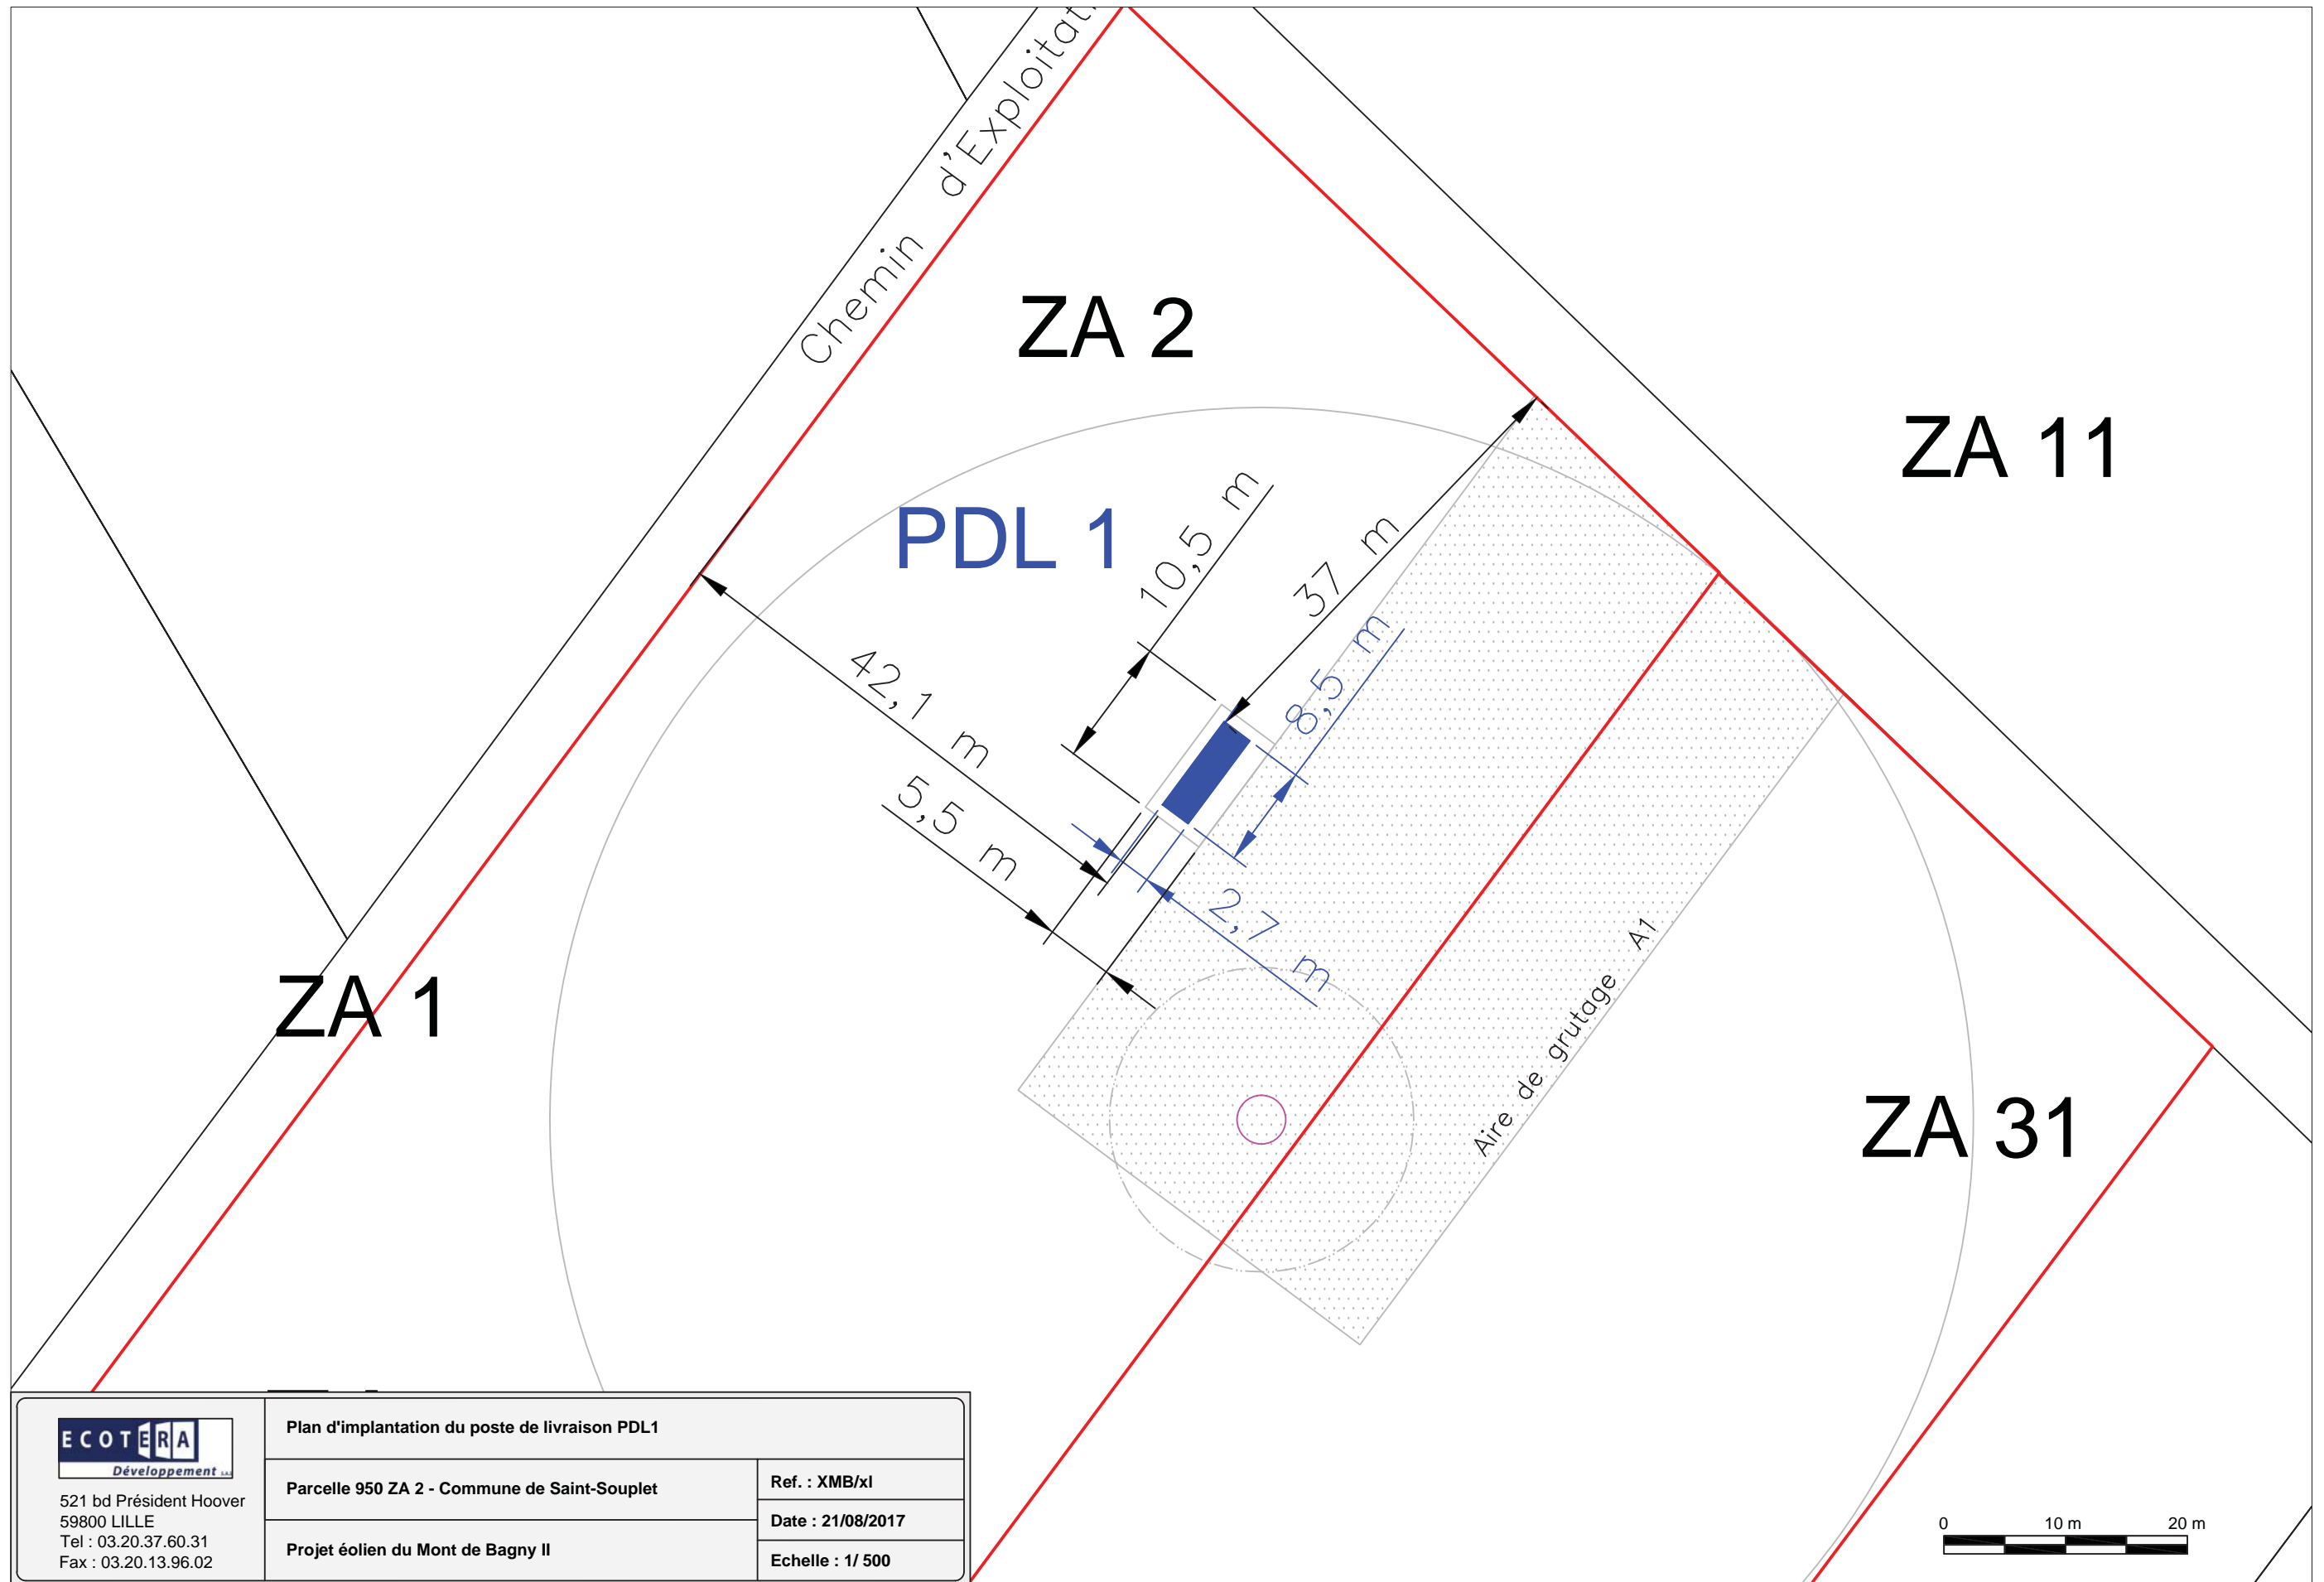 Chemin d'Exploitat
ZA 2
ZA 11
PDL 1
10,5 m
37 m
8,5 m
42,1 m
5,5 m
2,7 m
ZA 1
Aire de grutage A1
ZA 31
ECOTERA
Développement
521 bd Président Hoover
59800 LILLE
Tel : 03.20.37.60.31
Fax : 03.20.13.96.02
Plan d'implantation du poste de livraison PDL1
Parcelle 950 ZA 2 - Commune de Saint-Souplet
Projet éolien du Mont de Bagny II
Ref. : XMB/xl
Date : 21/08/2017
Echelle : 1/ 500
0 10 m 20 m